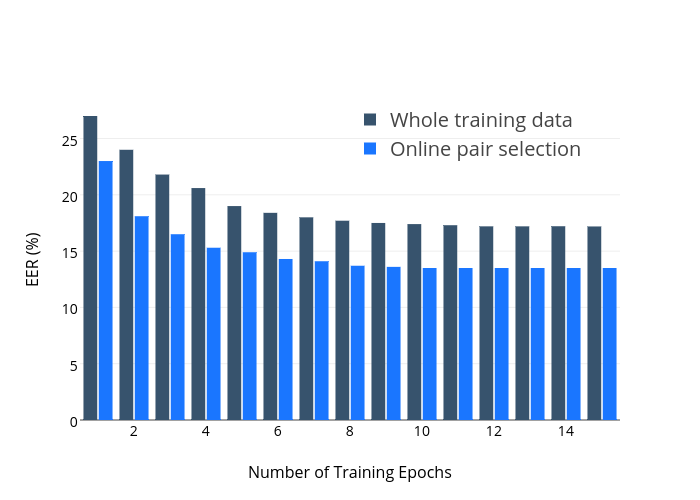 Whole training data
Online pair selection
25
20
15
10
5
0
EER (%)
2 4 6 8 10 12 14
Number of Training Epochs